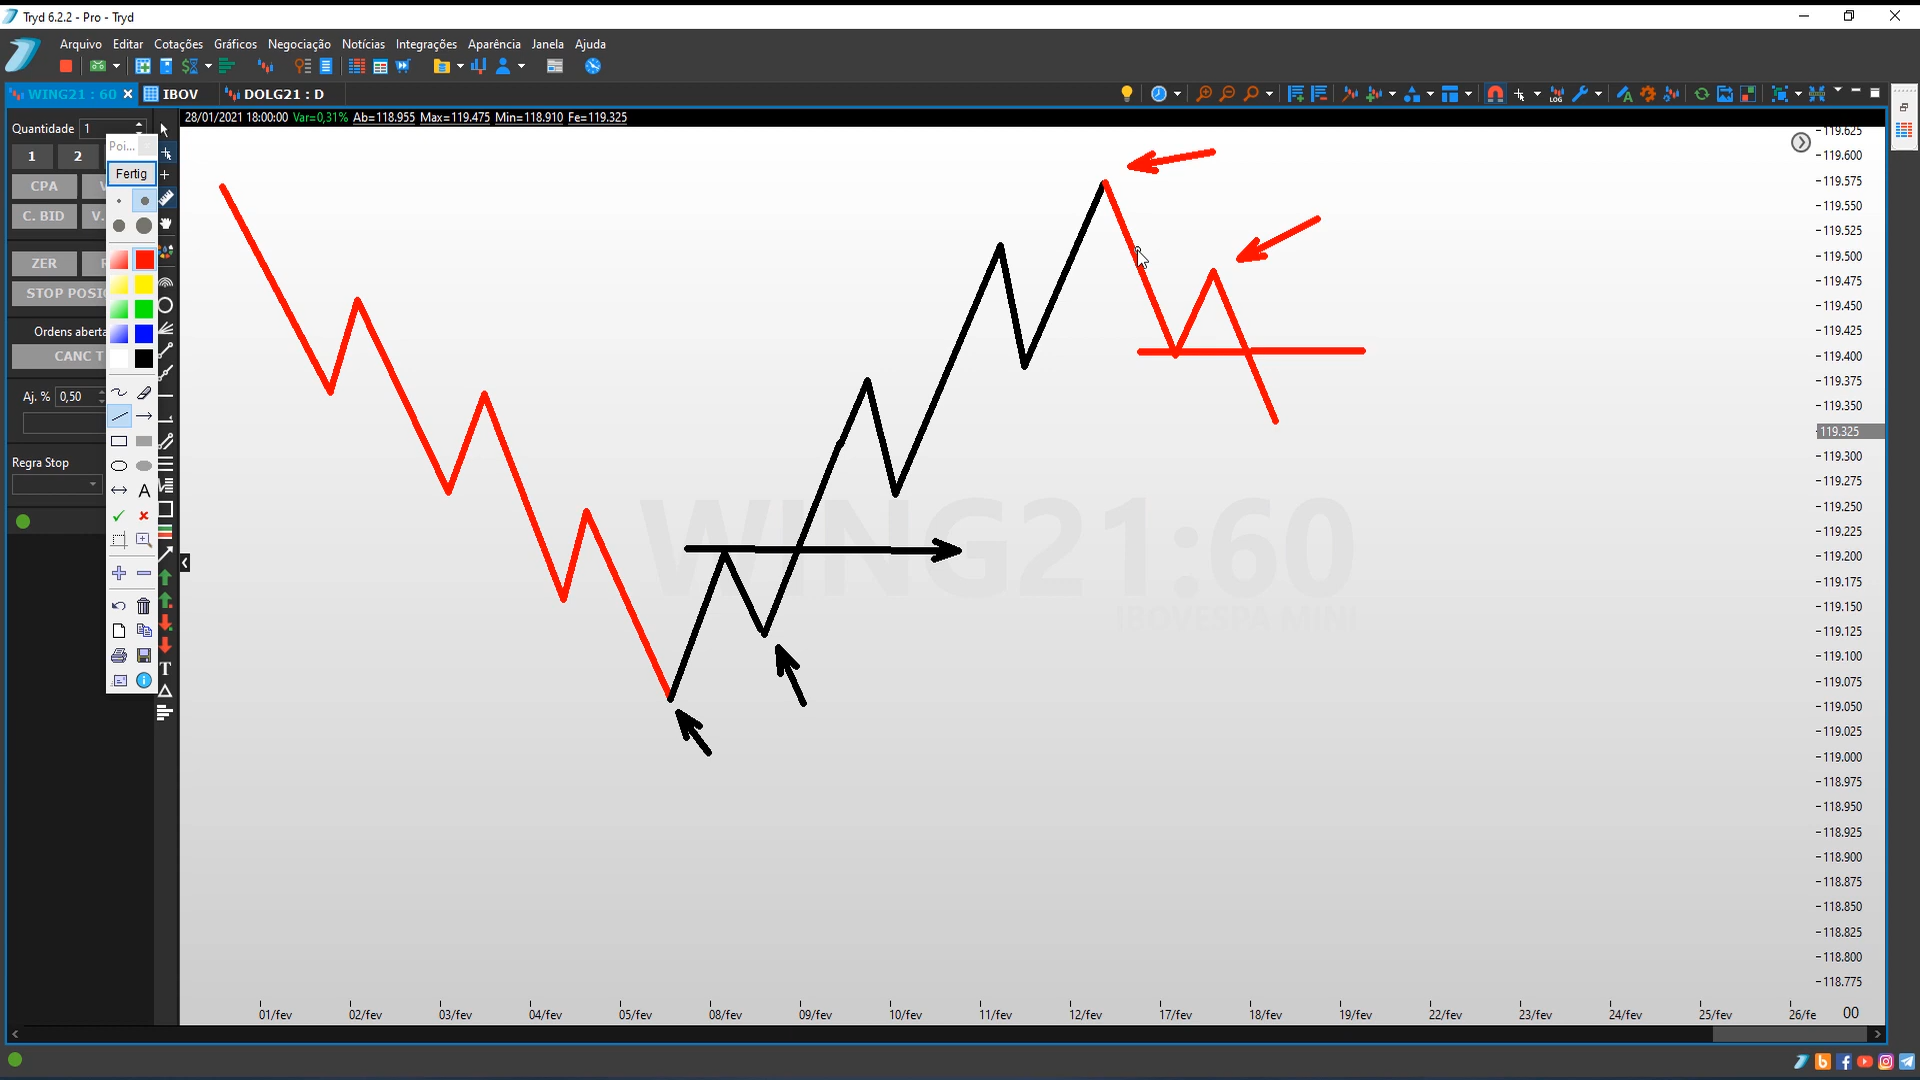 Tryd 6.2.2 - Pro - Tryd
Arquivo Editar Cotações Gráficos Negociação Notícias Integrações Aparência Janela Ajuda
WING21 : 60 IBOV DOLG21 : D
LOG
28/01/2021 18:00:00 Var=0,31% Ab=118.955 Max=119.475 Min=118.910 Fe=119.325
Quantidade 1
Poi...
1 2
Fertig
CPA V
C. BID V.
ZER
STOP POSI
Ordens aberta
CANC T
Aj. % 0,50
Regra Stop
A
T
WING21:60
IBOVESPA MINI
119.625
119.600
119.575
119.550
119.525
119.500
119.475
119.450
119.425
119.400
119.375
119.350
119.325
119.300
119.275
119.250
119.225
119.200
119.175
119.150
119.125
119.100
119.075
119.050
119.025
119.000
118.975
118.950
118.925
118.900
118.875
118.850
118.825
118.800
118.775
01/fev 02/fev 03/fev 04/fev 05/fev 08/fev 09/fev 10/fev 11/fev 12/fev 17/fev 18/fev 19/fev 22/fev 23/fev 24/fev 25/fev 26/fe 00